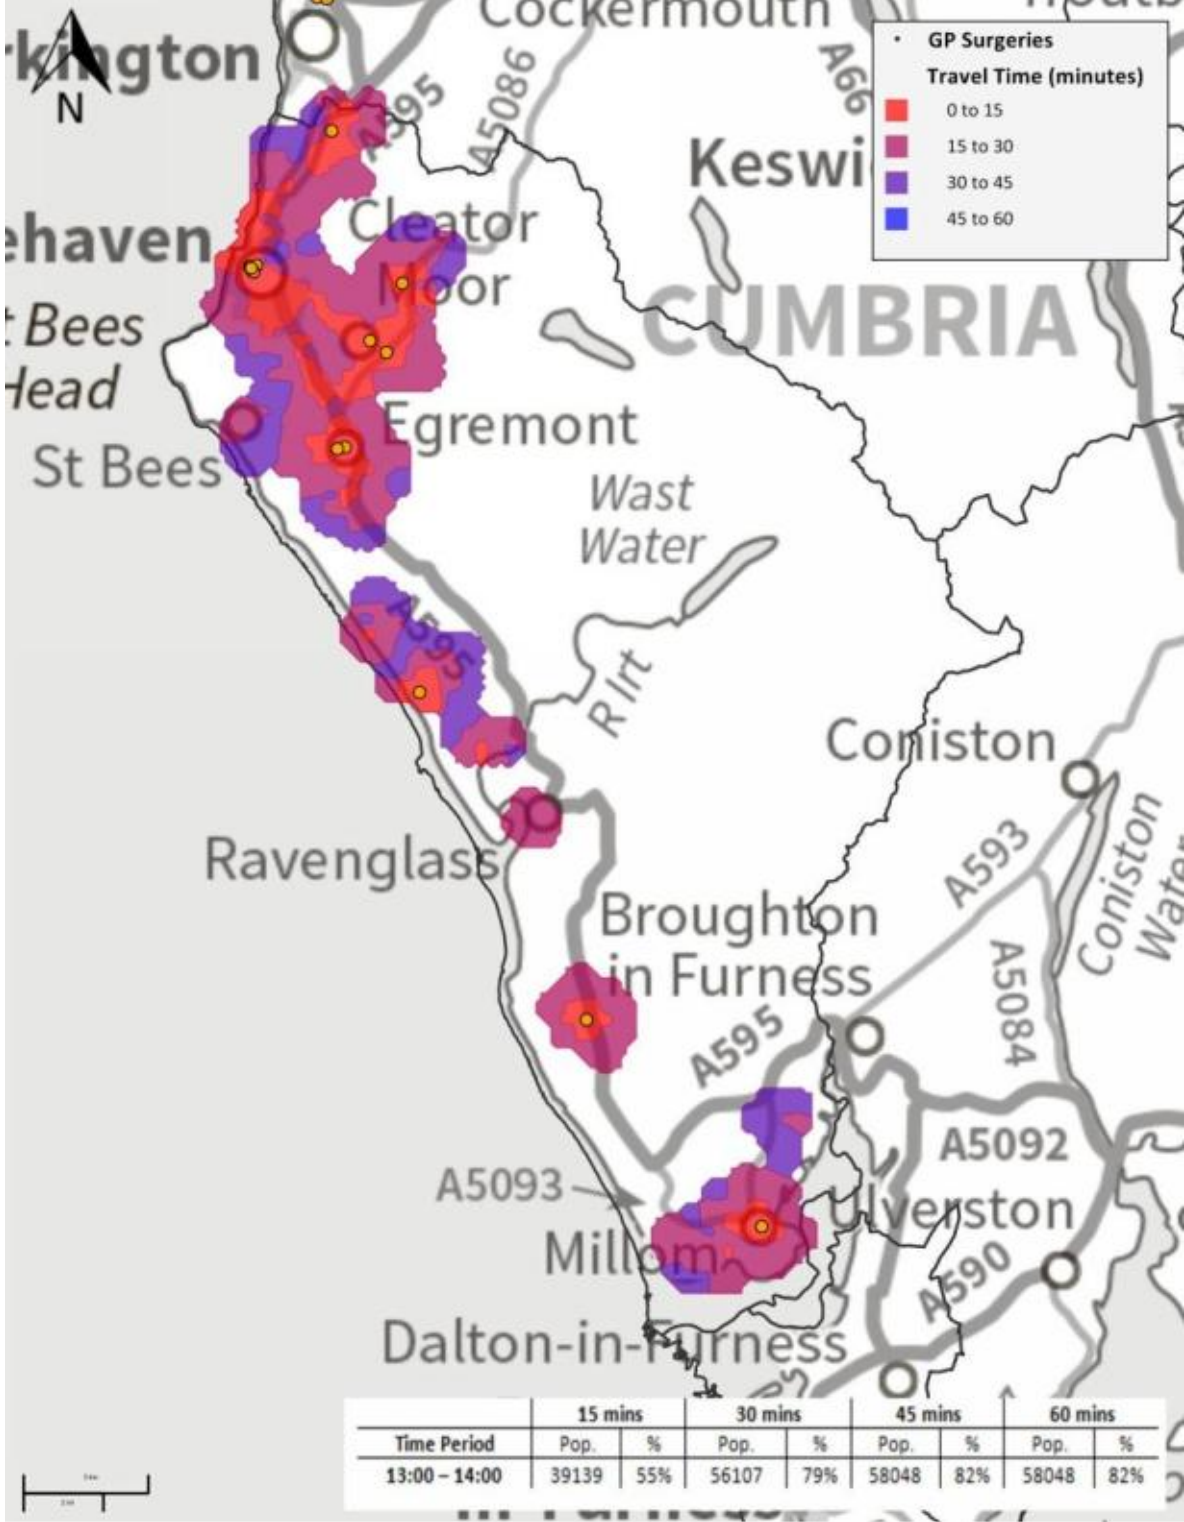 Cockermouth
rkington
N
A595
A5086
A66
GP Surgeries
Travel Time (minutes)
0 to 15
15 to 30
30 to 45
45 to 60
Keswi
ehaven
Cleator
Moor
CUMBRIA
t Bees
Head
Egremont
St Bees
Wast
Water
A595
R Irt
Coniston
Ravenglass
A593
Coniston
Water
Broughton
in Furness
A5084
A595
A5092
A5093
Ulverston
Millom
A590
Dalton-in-Furness
15 mins 30 mins 45 mins 60 mins
Time Period Pop. % Pop. % Pop. % Pop. %
13:00 – 14:00 39139 55% 56107 79% 58048 82% 58048 82%